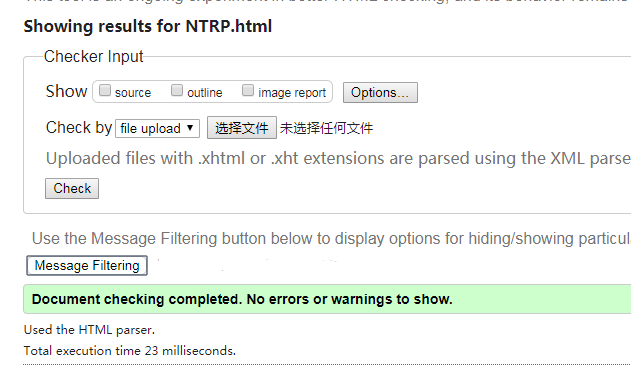 Showing results for NTRP.html
Checker Input
Show source outline image report Options...
Check by file upload 选择文件 未选择任何文件
Uploaded files with .xhtml or .xht extensions are parsed using the XML parse
Check
Use the Message Filtering button below to display options for hiding/showing particul
Message Filtering
Document checking completed. No errors or warnings to show.
Used the HTML parser.
Total execution time 23 milliseconds.